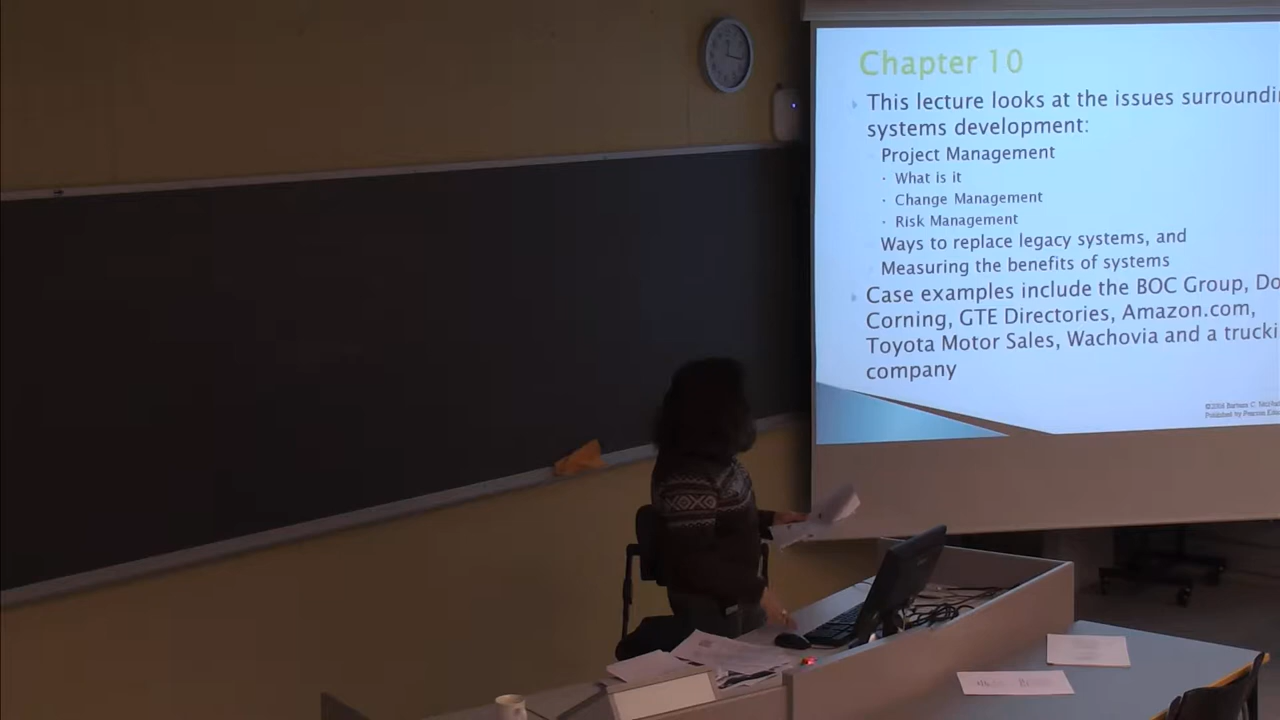 Chapter 10
This lecture looks at the issues surroundi
systems development:
Project Management
· What is it
· Change Management
· Risk Management
Ways to replace legacy systems, and
Measuring the benefits of systems
Case examples include the BOC Group, Do
Corning, GTE Directories, Amazon.com,
Toyota Motor Sales, Wachovia and a trucki
company
Published by